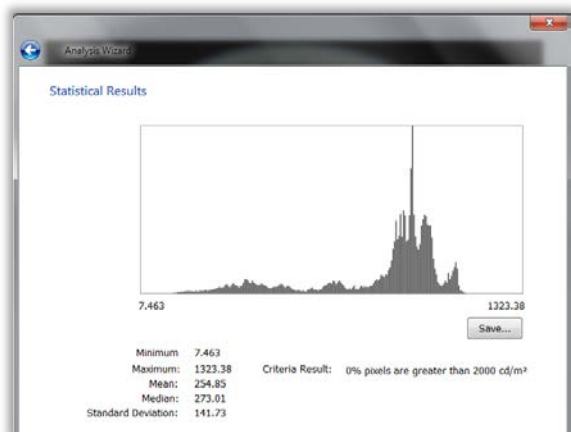 Analysis Wizard
Statistical Results
7.463 1323.38
Save...
Minimum 7.463
Maximum: 1323.38 Criteria Result: 0% pixels are greater than 2000 cd/m²
Mean: 254.85
Median: 273.01
Standard Deviation: 141.73